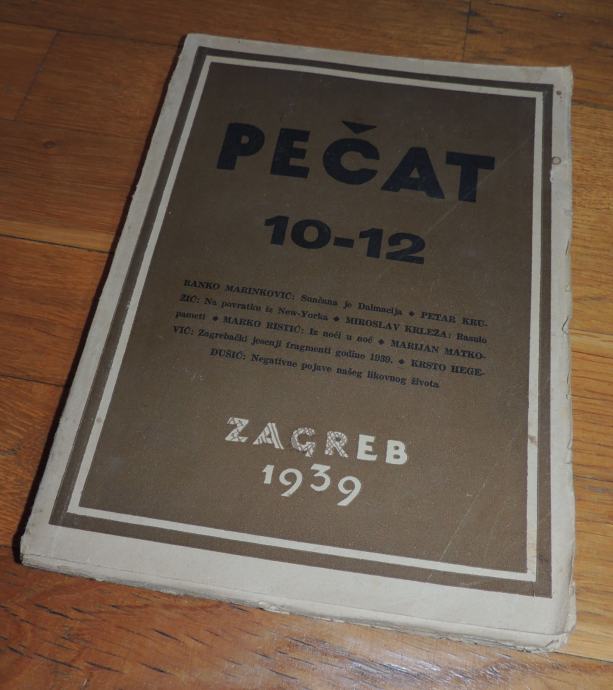 PEČAT
10-12
RANKO MARINKOVIĆ: Sunčana je Dalmacija ◆ PETAR KRU-
ŽIĆ: Na povratku iz New-Yorka ◆ MIROSLAV KRLEŽA: Rasulo
pameti ◆ MARKO RISTIĆ: Iz noći u noć ◆ MARIJAN MATKO-
VIĆ: Zagrebački jesenji fragmenti godine 1939. ◆ KRSTO HEGE-
DUŠIĆ: Negativne pojave našeg likovnog života
ZAGREB
1939